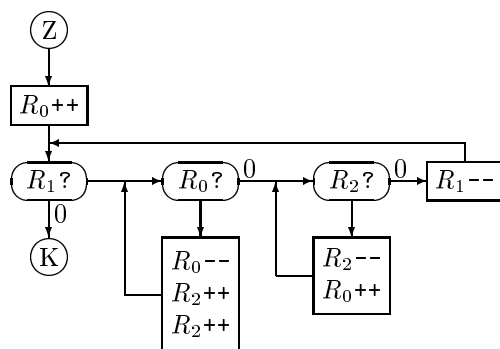 Z
R₀++
R₁?
0
R₀?
0
R₂?
0
R₁--
K
R₀--
R₂++
R₂++
R₂--
R₀++